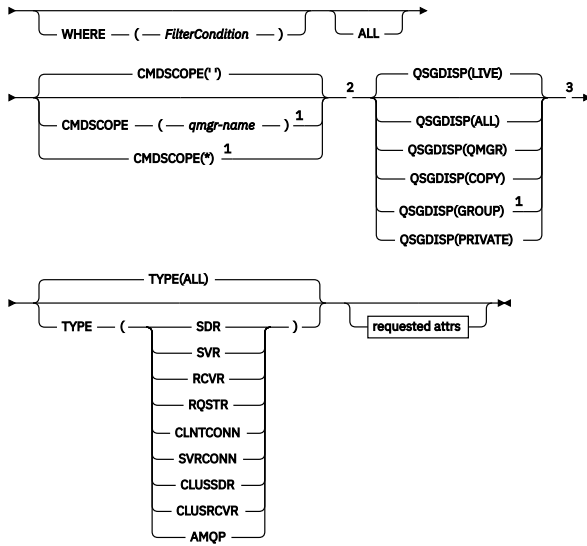 WHERE ( FilterCondition ) ALL
CMDSCOPE(' ')
CMDSCOPE ( qmgr-name ) 1
CMDSCOPE(*) 1
2
QSGDISP(LIVE)
QSGDISP(ALL)
QSGDISP(QMGR)
QSGDISP(COPY)
QSGDISP(GROUP) 1
QSGDISP(PRIVATE)
3
TYPE(ALL)
TYPE ( SDR )
SVR
RCVR
RQSTR
CLNTCONN
SVRCONN
CLUSSDR
CLUSRCVR
AMQP
requested attrs